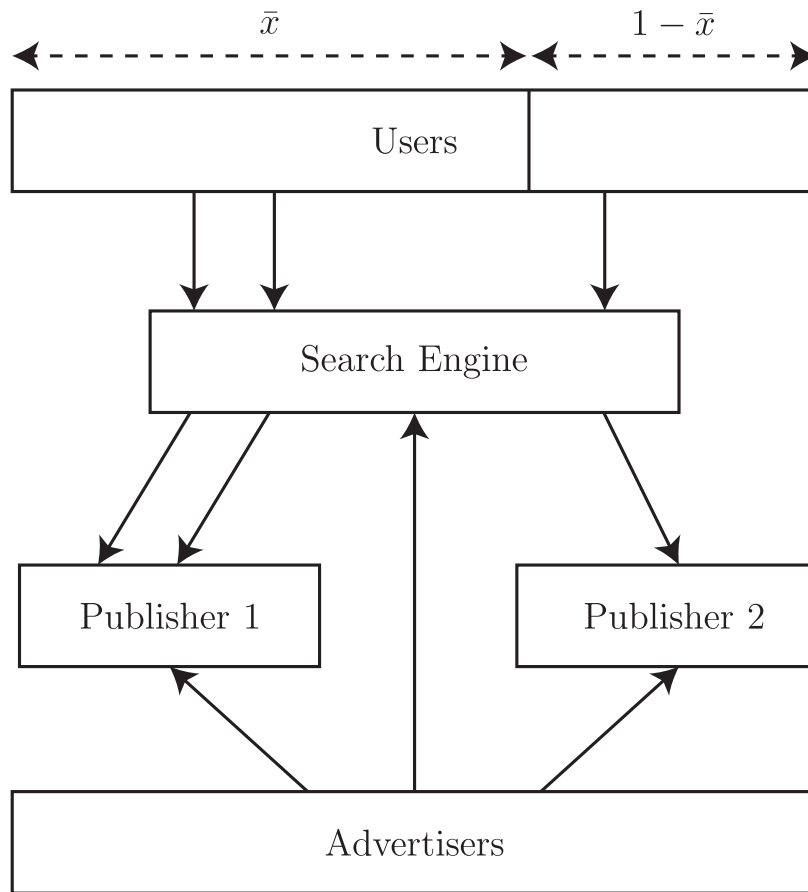 x̄
1 − x̄
Users
Search Engine
Publisher 1
Publisher 2
Advertisers